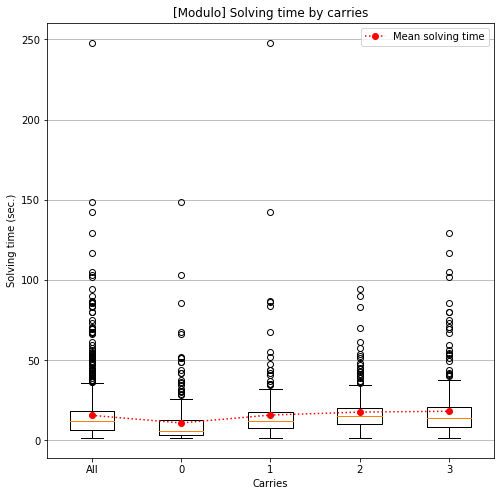 [Modulo] Solving time by carries
Mean solving time
250
200
150
100
50
0
Solving time (sec.)
All 0 1 2 3
Carries